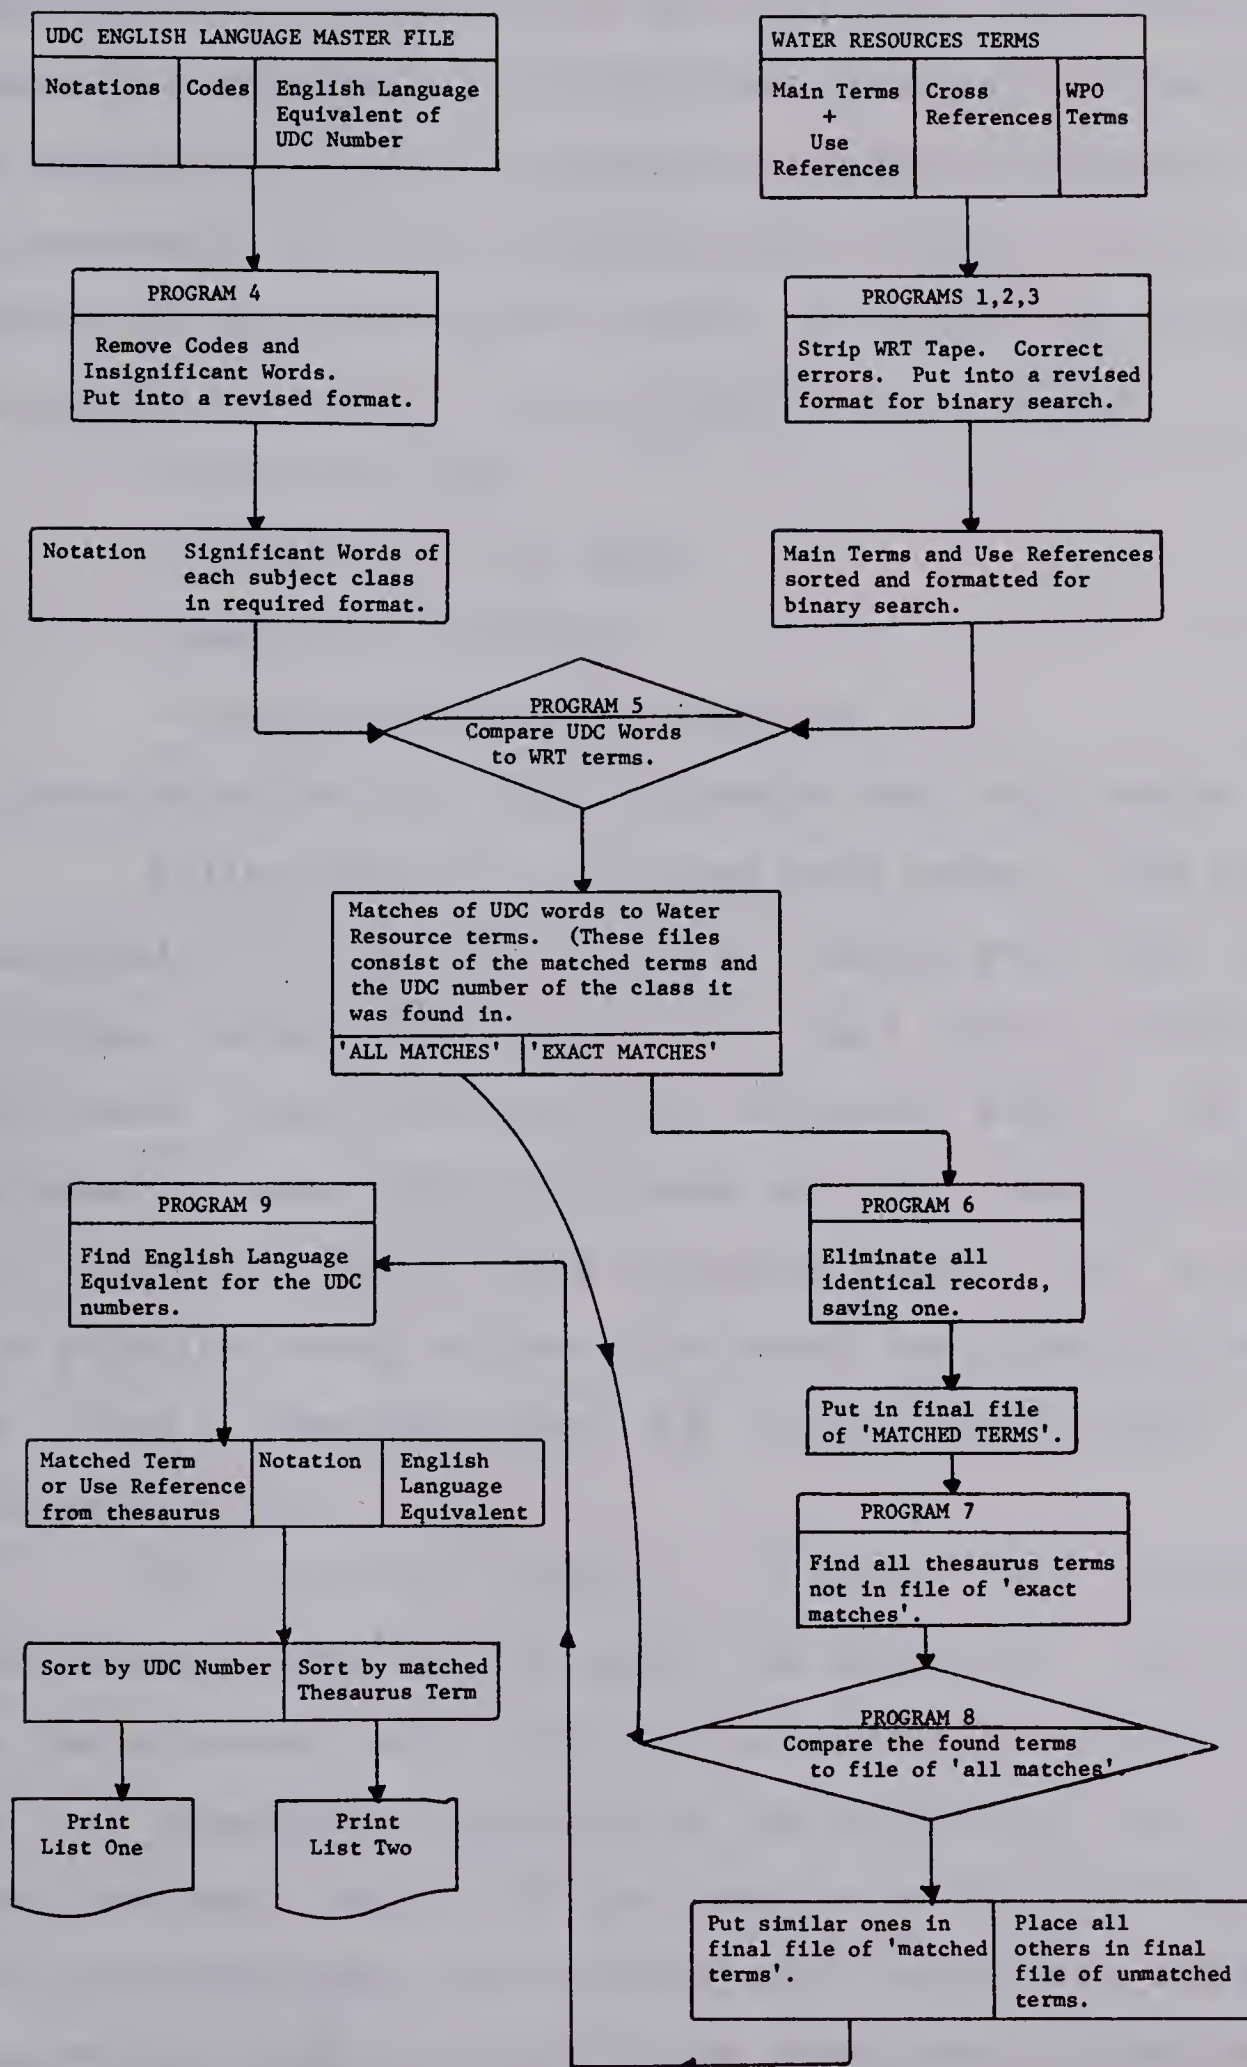 UDC ENGLISH LANGUAGE MASTER FILE
Notations
Codes
English Language
Equivalent of
UDC Number
WATER RESOURCES TERMS
Main Terms
+
Use
References
Cross
References
WPO
Terms
PROGRAM 4
Remove Codes and
Insignificant Words.
Put into a revised format.
PROGRAMS 1,2,3
Strip WRT Tape. Correct
errors. Put into a revised
format for binary search.
Notation
Significant Words of
each subject class
in required format.
Main Terms and Use References
sorted and formatted for
binary search.
PROGRAM 5
Compare UDC Words
to WRT terms.
Matches of UDC words to Water
Resource terms. (These files
consist of the matched terms and
the UDC number of the class it
was found in.
'ALL MATCHES'
'EXACT MATCHES'
PROGRAM 9
Find English Language
Equivalent for the UDC
numbers.
PROGRAM 6
Eliminate all
identical records,
saving one.
Put in final file
of 'MATCHED TERMS'.
Matched Term
or Use Reference
from thesaurus
Notation
English
Language
Equivalent
PROGRAM 7
Find all thesaurus terms
not in file of 'exact
matches'.
Sort by UDC Number
Sort by matched
Thesaurus Term
PROGRAM 8
Compare the found terms
to file of 'all matches'.
Print
List One
Print
List Two
Put similar ones in
final file of 'matched
terms'.
Place all
others in final
file of unmatched
terms.